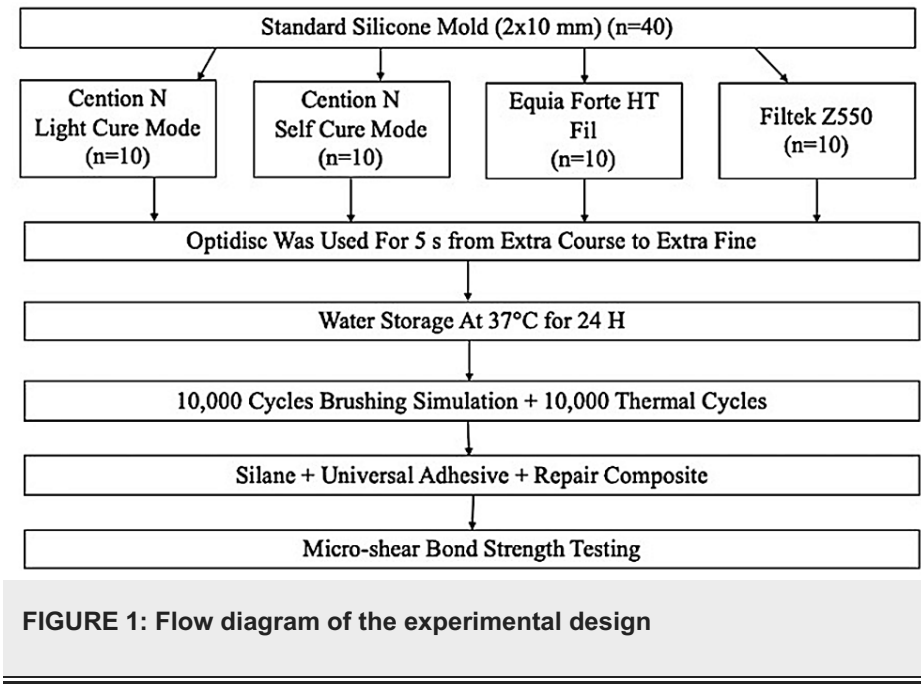 Standard Silicone Mold (2x10 mm) (n=40)
Cention N
Light Cure Mode
(n=10)
Cention N
Self Cure Mode
(n=10)
Equia Forte HT
Fil
(n=10)
Filtek Z550
(n=10)
Optidisc Was Used For 5 s from Extra Course to Extra Fine
Water Storage At 37°C for 24 H
10,000 Cycles Brushing Simulation + 10,000 Thermal Cycles
Silane + Universal Adhesive + Repair Composite
Micro-shear Bond Strength Testing
FIGURE 1: Flow diagram of the experimental design